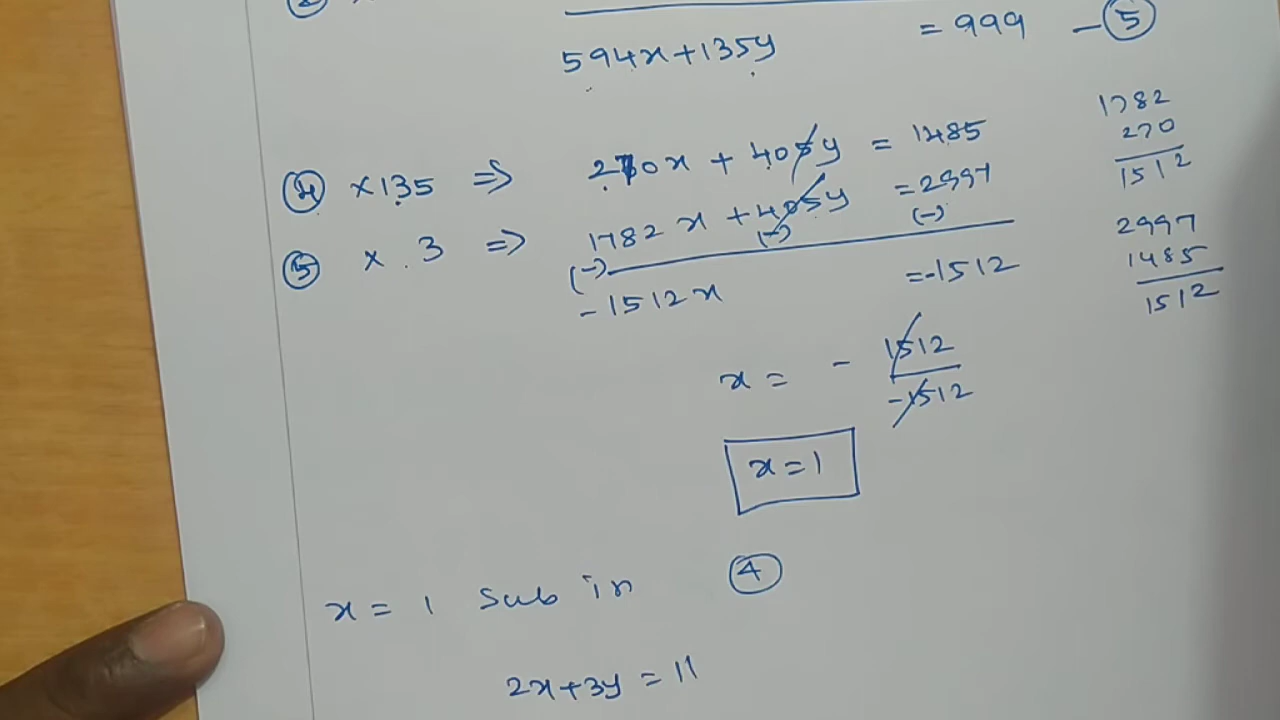 ②
594x+135y = 999 – ⑤
④ ×135 ⇒ 270x + 405y = 1485
⑤ × 3 ⇒ 1782x + 405y = 2997
(-) (-) (-)
-1512x = -1512
x = - 1512 / -1512
x = 1
x = 1 Sub in ④
2x+3y = 11
1782
270
1512
2997
1485
1512